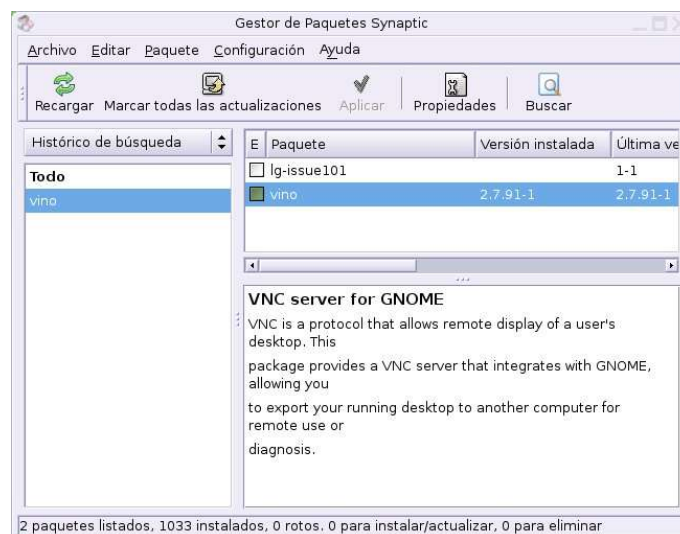 Gestor de Paquetes Synaptic
Archivo Editar Paquete Configuración Ayuda
Recargar Marcar todas las actualizaciones Aplicar Propiedades Buscar
Histórico de búsqueda
Todo
vino
E Paquete Versión instalada Última ve
lg-issue101 1-1
vino 2.7.91-1 2.7.91-1
VNC server for GNOME
VNC is a protocol that allows remote display of a user's
desktop. This
package provides a VNC server that integrates with GNOME,
allowing you
to export your running desktop to another computer for
remote use or
diagnosis.
2 paquetes listados, 1033 instalados, 0 rotos. 0 para instalar/actualizar, 0 para eliminar